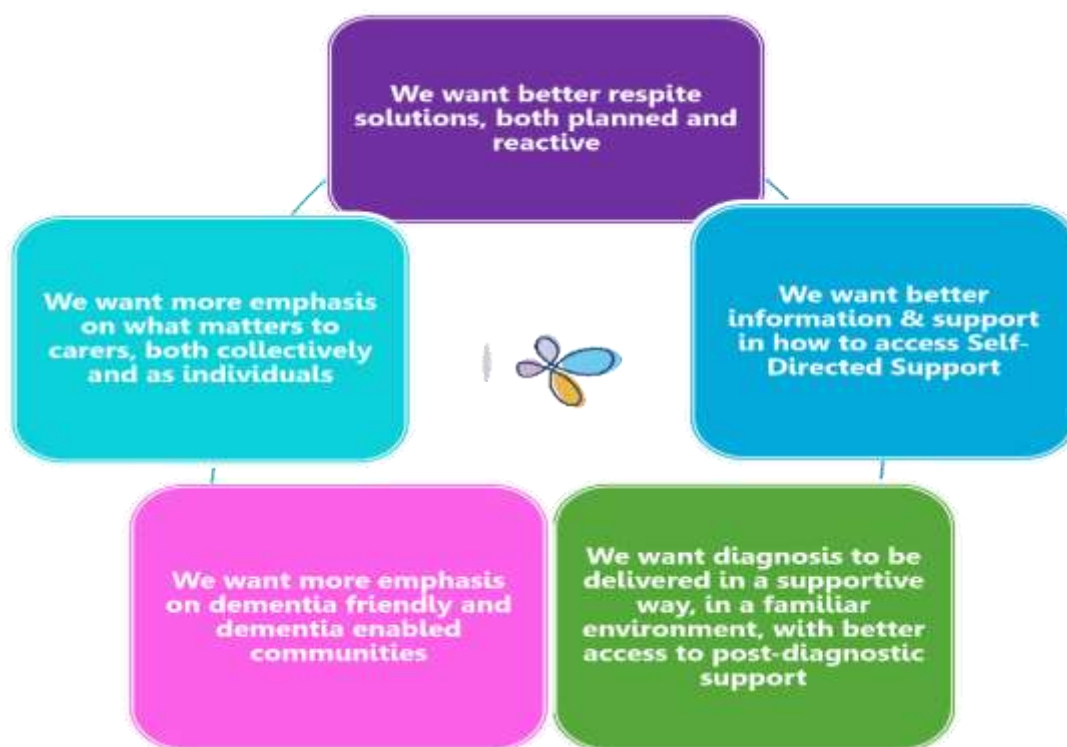 We want better respite
solutions, both planned and
reactive
We want better
information & support
in how to access Self-
Directed Support
We want diagnosis to be
delivered in a supportive
way, in a familiar
environment, with better
access to post-diagnostic
support
We want more emphasis
on dementia friendly and
dementia enabled
communities
We want more emphasis
on what matters to
carers, both collectively
and as individuals